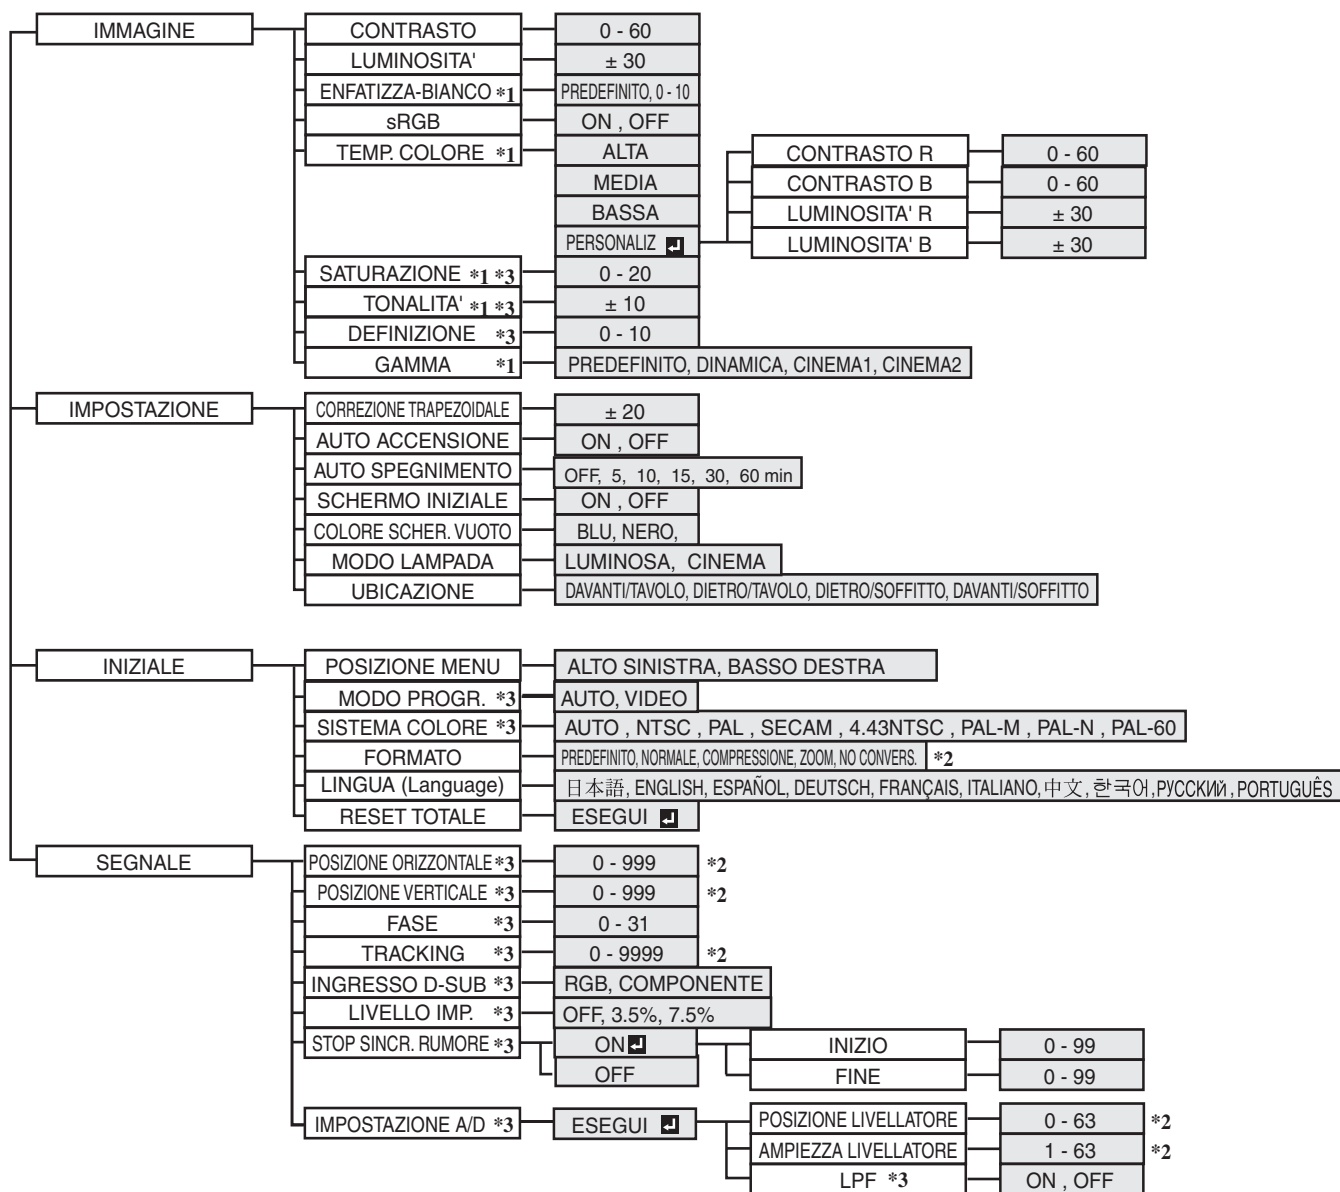 IMMAGINE CONTRASTO 0 - 60
LUMINOSITA' ± 30
ENFATIZZA-BIANCO *1 PREDEFINITO, 0 - 10
sRGB ON , OFF
TEMP. COLORE *1 ALTA CONTRASTO R 0 - 60
MEDIA CONTRASTO B 0 - 60
BASSA LUMINOSITA' R ± 30
PERSONALIZ LUMINOSITA' B ± 30
SATURAZIONE *1 *3 0 - 20
TONALITA' *1 *3 ± 10
DEFINIZIONE *3 0 - 10
GAMMA *1 PREDEFINITO, DINAMICA, CINEMA1, CINEMA2
IMPOSTAZIONE CORREZIONE TRAPEZOIDALE ± 20
AUTO ACCENSIONE ON , OFF
AUTO SPEGNIMENTO OFF, 5, 10, 15, 30, 60 min
SCHERMO INIZIALE ON , OFF
COLORE SCHER. VUOTO BLU, NERO,
MODO LAMPADA LUMINOSA, CINEMA
UBICAZIONE DAVANTI/TAVOLO, DIETRO/TAVOLO, DIETRO/SOFFITTO, DAVANTI/SOFFITTO
INIZIALE POSIZIONE MENU ALTO SINISTRA, BASSO DESTRA
MODO PROGR. *3 AUTO, VIDEO
SISTEMA COLORE *3 AUTO , NTSC , PAL , SECAM , 4.43NTSC , PAL-M , PAL-N , PAL-60
FORMATO PREDEFINITO, NORMALE, COMPRESSIONE, ZOOM, NO CONVERS. *2
LINGUA (Language) 日本語, ENGLISH, ESPAÑOL, DEUTSCH, FRANÇAIS, ITALIANO, 中文, 한국어, РУССКИЙ , PORTUGUÊS
RESET TOTALE ESEGUI
SEGNALE POSIZIONE ORIZZONTALE *3 0 - 999 *2
POSIZIONE VERTICALE *3 0 - 999 *2
FASE *3 0 - 31
TRACKING *3 0 - 9999 *2
INGRESSO D-SUB *3 RGB, COMPONENTE
LIVELLO IMP. *3 OFF, 3.5%, 7.5%
STOP SINCR. RUMORE *3 ON INIZIO 0 - 99
OFF FINE 0 - 99
IMPOSTAZIONE A/D *3 ESEGUI POSIZIONE LIVELLATORE 0 - 63 *2
AMPIEZZA LIVELLATORE 1 - 63 *2
LPF *3 ON , OFF